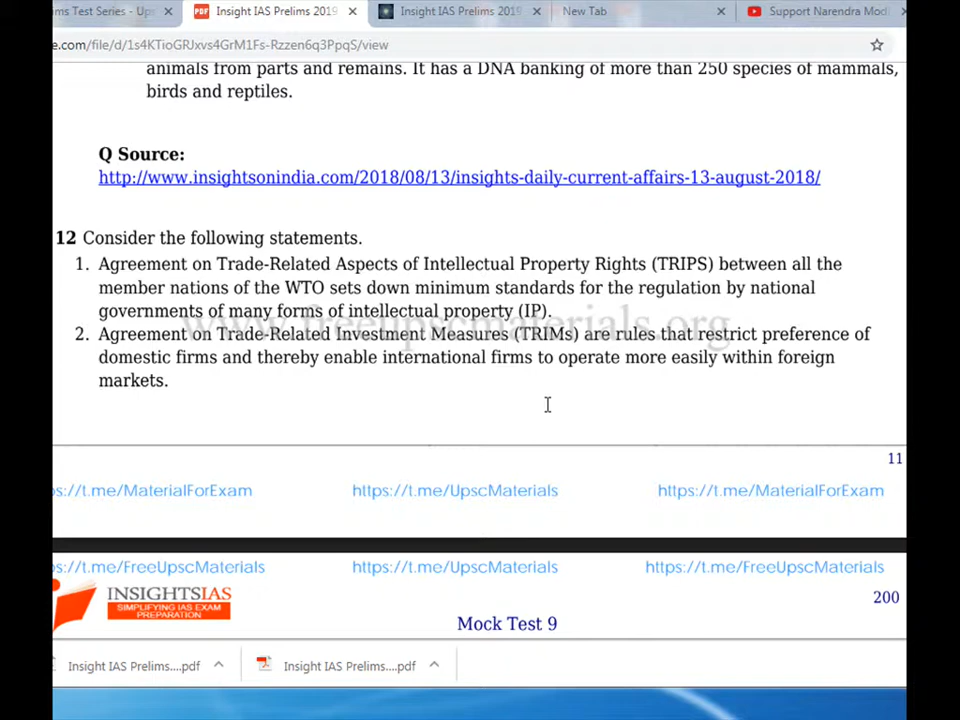 ms Test Series - Ups
Insight IAS Prelims 2019
Insight IAS Prelims 2019
New Tab
Support Narendra Modi
e.com/file/d/1s4KTioGRJxvs4GrM1Fs-Rzzen6q3PpqS/view
animals from parts and remains. It has a DNA banking of more than 250 species of mammals,
birds and reptiles.
Q Source:
http://www.insightsonindia.com/2018/08/13/insights-daily-current-affairs-13-august-2018/
12 Consider the following statements.
1. Agreement on Trade-Related Aspects of Intellectual Property Rights (TRIPS) between all the
member nations of the WTO sets down minimum standards for the regulation by national
governments of many forms of intellectual property (IP).
www.freeupscmaterials.org
2. Agreement on Trade-Related Investment Measures (TRIMs) are rules that restrict preference of
domestic firms and thereby enable international firms to operate more easily within foreign
markets.
11
ps://t.me/MaterialForExam https://t.me/UpscMaterials https://t.me/MaterialForExam
ps://t.me/FreeUpscMaterials https://t.me/UpscMaterials https://t.me/FreeUpscMaterials
INSIGHTSIAS
SIMPLIFYING IAS EXAM
PREPARATION
200
Mock Test 9
PDF
Insight IAS Prelims....pdf
Insight IAS Prelims....pdf